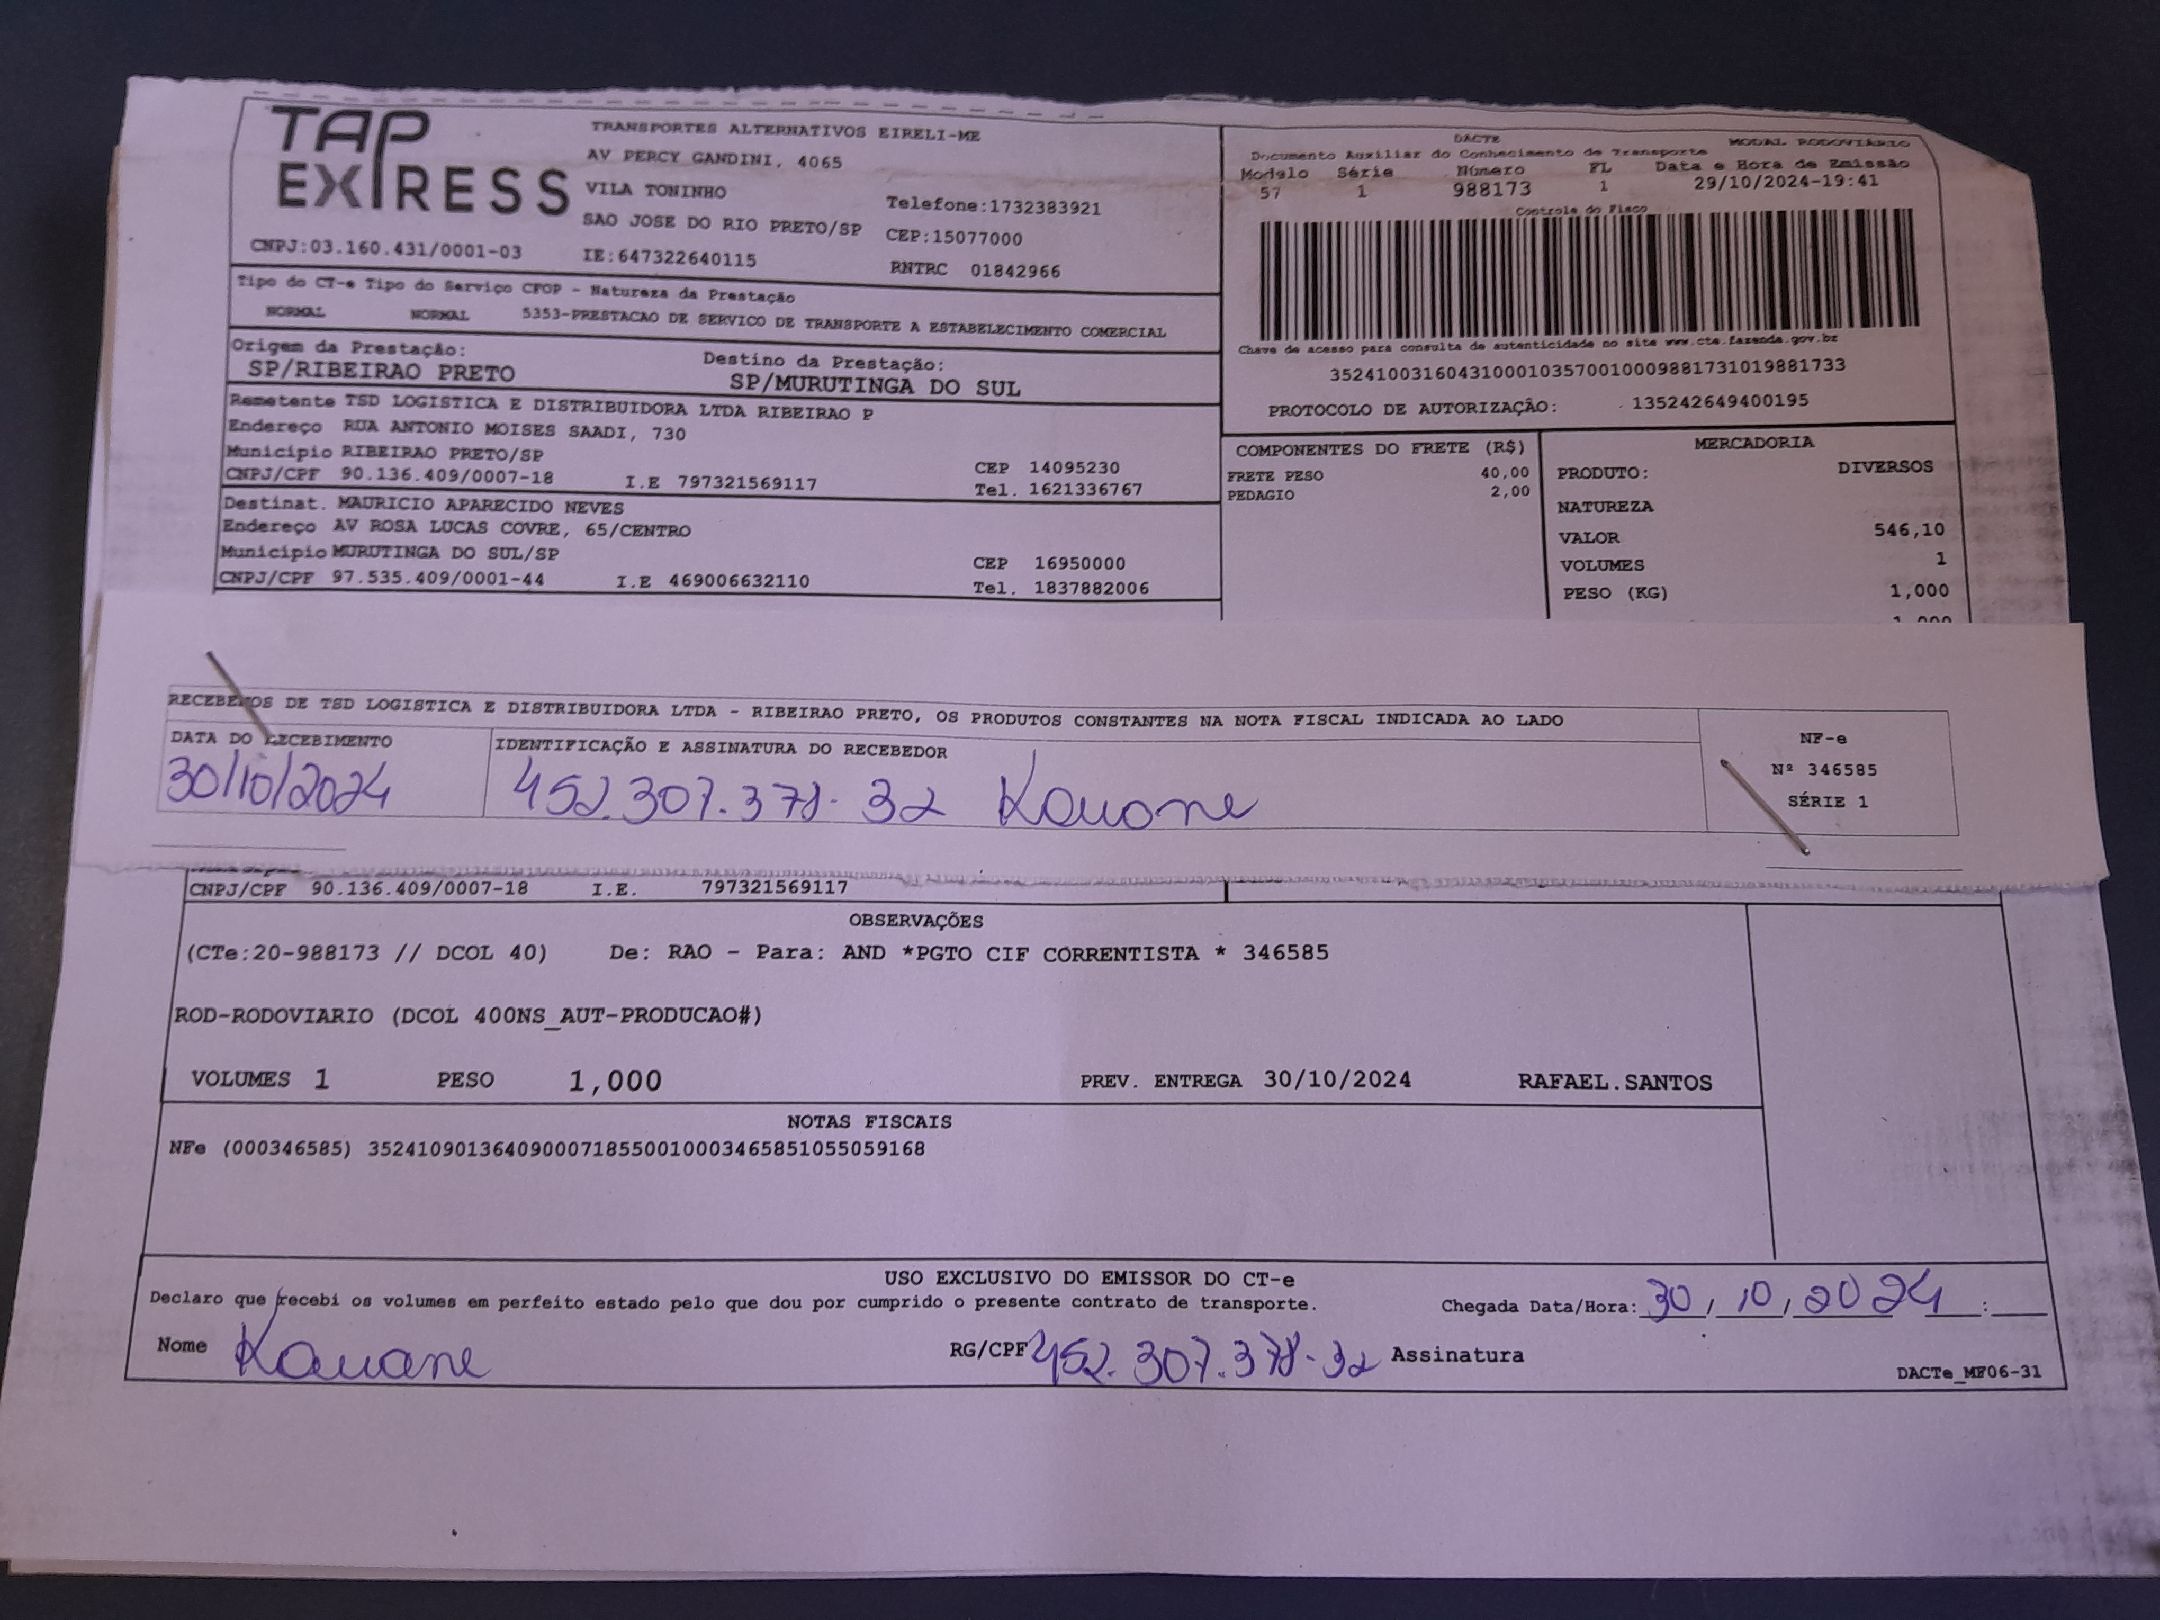 TAP EXPRESS
TRANSPORTES ALTERNATIVOS EIRELI-ME
AV PERCY GANDINI, 4065
VILA TONINHO
Telefone:1732383921
SAO JOSE DO RIO PRETO/SP CEP:15077000
CNPJ:03.160.431/0001-03 IE:647322640115 RNTRC 01842966
DACTE MODAL RODOVIÁRIO
Documento Auxiliar do Conhecimento de Transporte
Modelo Série Número FL Data e Hora de Emissão
57 1 988173 1 29/10/2024-19:41
Controle do Fisco
Chave de acesso para consulta de autenticidade no site www.cte.fazenda.gov.br
35241003160431000103570010009881731019881733
PROTOCOLO DE AUTORIZAÇÃO: 135242649400195
Tipo do CT-e Tipo do Serviço CFOP - Natureza da Prestação
NORMAL NORMAL 5353-PRESTACAO DE SERVICO DE TRANSPORTE A ESTABELECIMENTO COMERCIAL
Origem da Prestação: Destino da Prestação:
SP/RIBEIRAO PRETO SP/MURUTINGA DO SUL
Remetente TSD LOGISTICA E DISTRIBUIDORA LTDA RIBEIRAO P
Endereço RUA ANTONIO MOISES SAADI, 730
Município RIBEIRAO PRETO/SP CEP 14095230
CNPJ/CPF 90.136.409/0007-18 I.E 797321569117 Tel. 1621336767
Destinat. MAURICIO APARECIDO NEVES
Endereço AV ROSA LUCAS COVRE, 65/CENTRO
Município MURUTINGA DO SUL/SP CEP 16950000
CNPJ/CPF 97.535.409/0001-44 I.E 469006632110 Tel. 1837882006
COMPONENTES DO FRETE (R$)
FRETE PESO 40,00
PEDAGIO 2,00
MERCADORIA
PRODUTO: DIVERSOS
NATUREZA
VALOR 546,10
VOLUMES 1
PESO (KG) 1,000
RECEBEMOS DE TSD LOGISTICA E DISTRIBUIDORA LTDA - RIBEIRAO PRETO, OS PRODUTOS CONSTANTES NA NOTA FISCAL INDICADA AO LADO
DATA DO RECEBIMENTO IDENTIFICAÇÃO E ASSINATURA DO RECEBEDOR
30/10/2024 452.307.378-32 Kauane
NF-e
Nº 346585
SÉRIE 1
CNPJ/CPF 90.136.409/0007-18 I.E. 797321569117
OBSERVAÇÕES
(CTe:20-988173 // DCOL 40) De: RAO - Para: AND *PGTO CIF CORRENTISTA * 346585
ROD-RODOVIARIO (DCOL 400NS_AUT-PRODUCAO#)
VOLUMES 1 PESO 1,000 PREV. ENTREGA 30/10/2024 RAFAEL.SANTOS
NOTAS FISCAIS
NFe (000346585) 35241090136409000718550010003465851055059168
USO EXCLUSIVO DO EMISSOR DO CT-e
Declaro que recebi os volumes em perfeito estado pelo que dou por cumprido o presente contrato de transporte. Chegada Data/Hora: 30/10/2024 :
Nome Kauane RG/CPF 452.307.378-32 Assinatura
DACTe_MF06-31